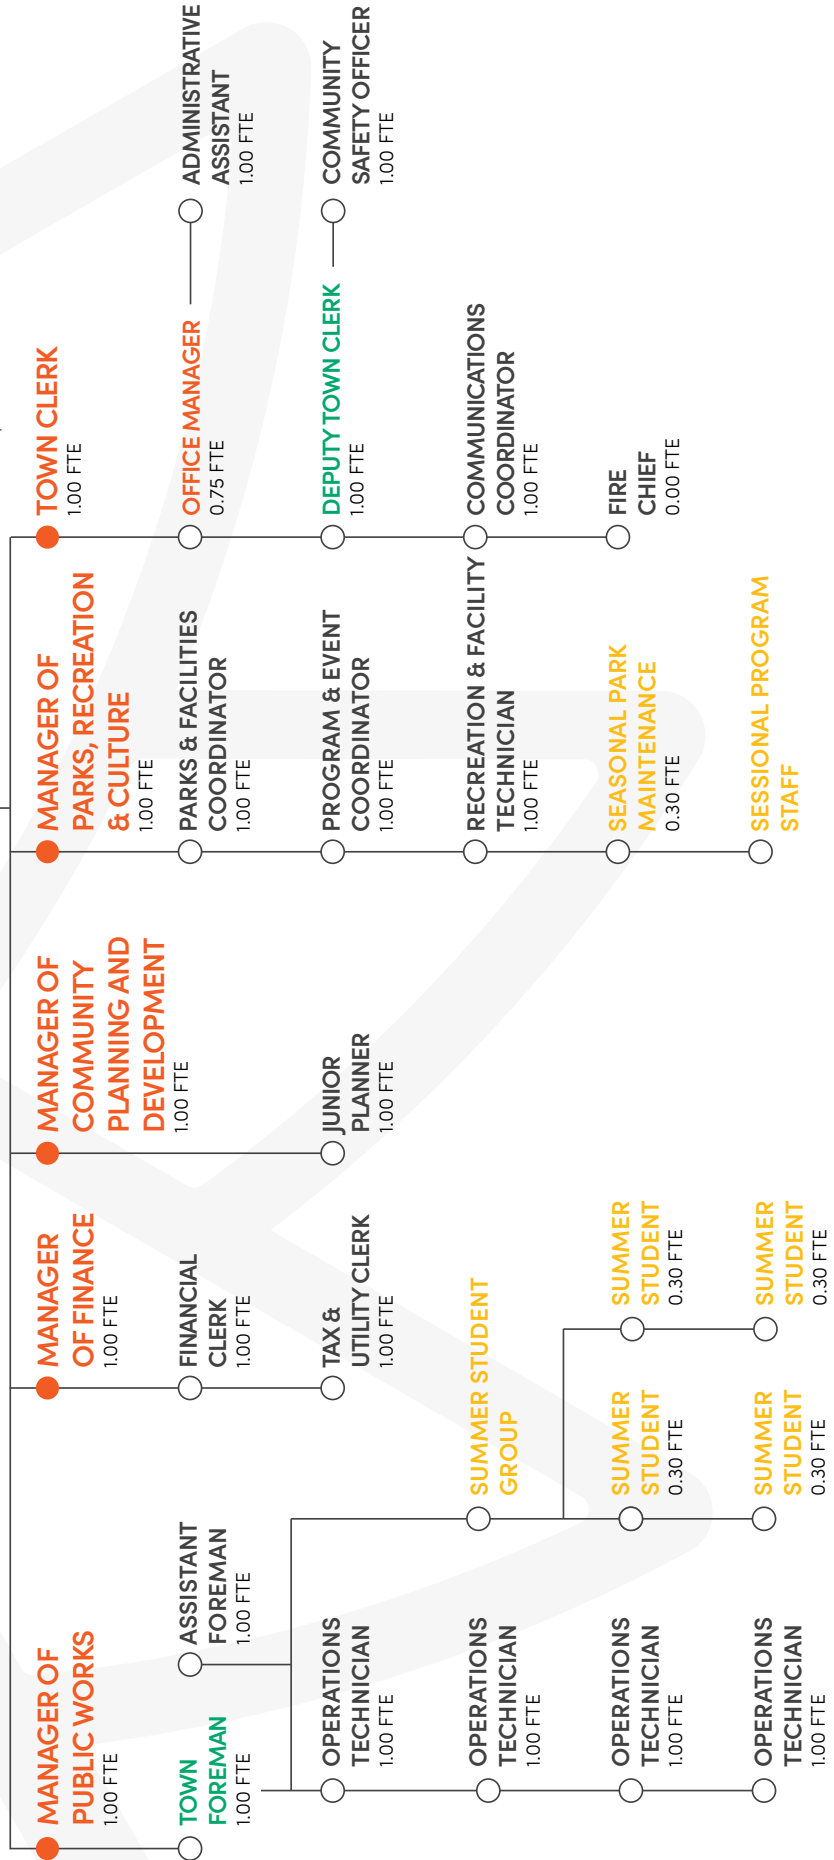 MANAGER OF
PUBLIC WORKS
1.00 FTE
TOWN
FOREMAN
1.00 FTE
ASSISTANT
FOREMAN
1.00 FTE
OPERATIONS
TECHNICIAN
1.00 FTE
OPERATIONS
TECHNICIAN
1.00 FTE
OPERATIONS
TECHNICIAN
1.00 FTE
OPERATIONS
TECHNICIAN
1.00 FTE
SUMMER STUDENT
GROUP
SUMMER
STUDENT
0.30 FTE
SUMMER
STUDENT
0.30 FTE
SUMMER
STUDENT
0.30 FTE
SUMMER
STUDENT
0.30 FTE
MANAGER
OF FINANCE
1.00 FTE
FINANCIAL
CLERK
1.00 FTE
TAX &
UTILITY CLERK
1.00 FTE
MANAGER OF
COMMUNITY
PLANNING AND
DEVELOPMENT
1.00 FTE
JUNIOR
PLANNER
1.00 FTE
MANAGER OF
PARKS, RECREATION
& CULTURE
1.00 FTE
PARKS & FACILITIES
COORDINATOR
1.00 FTE
PROGRAM & EVENT
COORDINATOR
1.00 FTE
RECREATION & FACILITY
TECHNICIAN
1.00 FTE
SEASONAL PARK
MAINTENANCE
0.30 FTE
SESSIONAL PROGRAM
STAFF
TOWN CLERK
1.00 FTE
OFFICE MANAGER
0.75 FTE
ADMINISTRATIVE
ASSISTANT
1.00 FTE
DEPUTY TOWN CLERK
1.00 FTE
COMMUNITY
SAFETY OFFICER
1.00 FTE
COMMUNICATIONS
COORDINATOR
1.00 FTE
FIRE
CHIEF
0.00 FTE